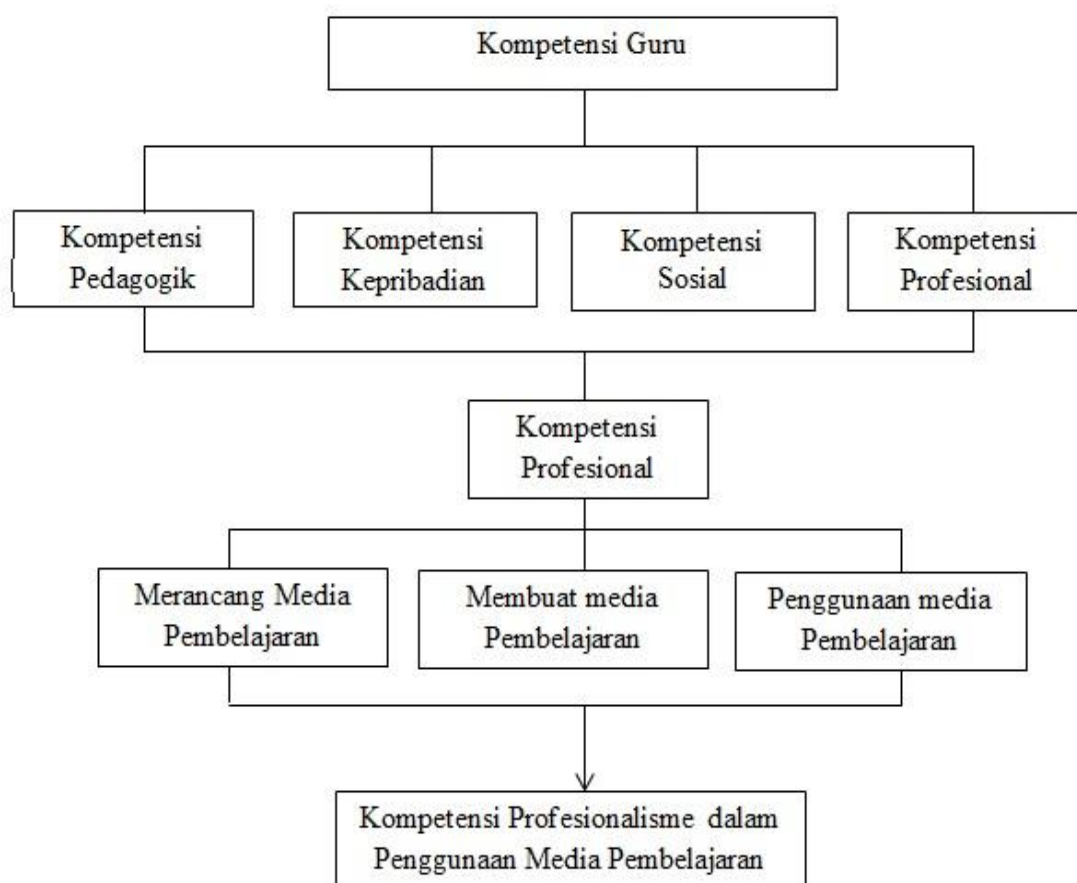 Kompetensi Guru
Kompetensi
Pedagogik
Kompetensi
Kepribadian
Kompetensi
Sosial
Kompetensi
Profesional
Kompetensi
Profesional
Merancang Media
Pembelajaran
Membuat media
Pembelajaran
Penggunaan media
Pembelajaran
Kompetensi Profesionalisme dalam
Penggunaan Media Pembelajaran